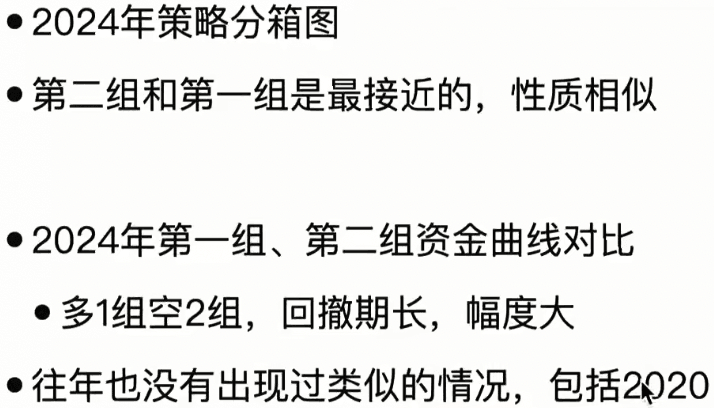 • 2024年策略分箱图
• 第二组和第一组是最接近的，性质相似
• 2024年第一组、第二组资金曲线对比
• 多1组空2组，回撤期长，幅度大
• 往年也没有出现过类似的情况，包括2020